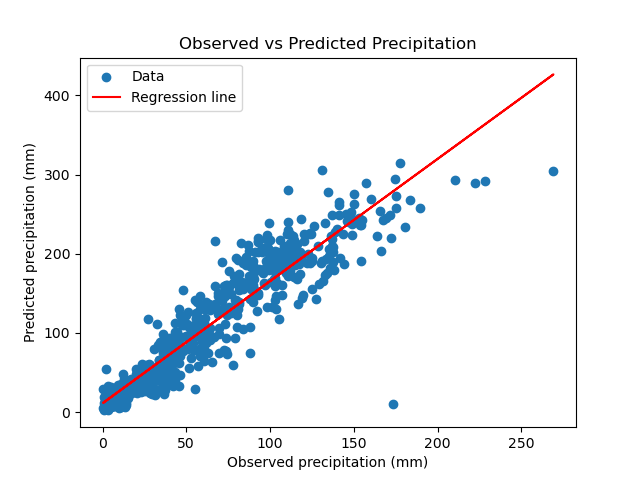 Observed vs Predicted Precipitation
Data
Regression line
Predicted precipitation (mm)
400
300
200
100
0
0 50 100 150 200 250
Observed precipitation (mm)